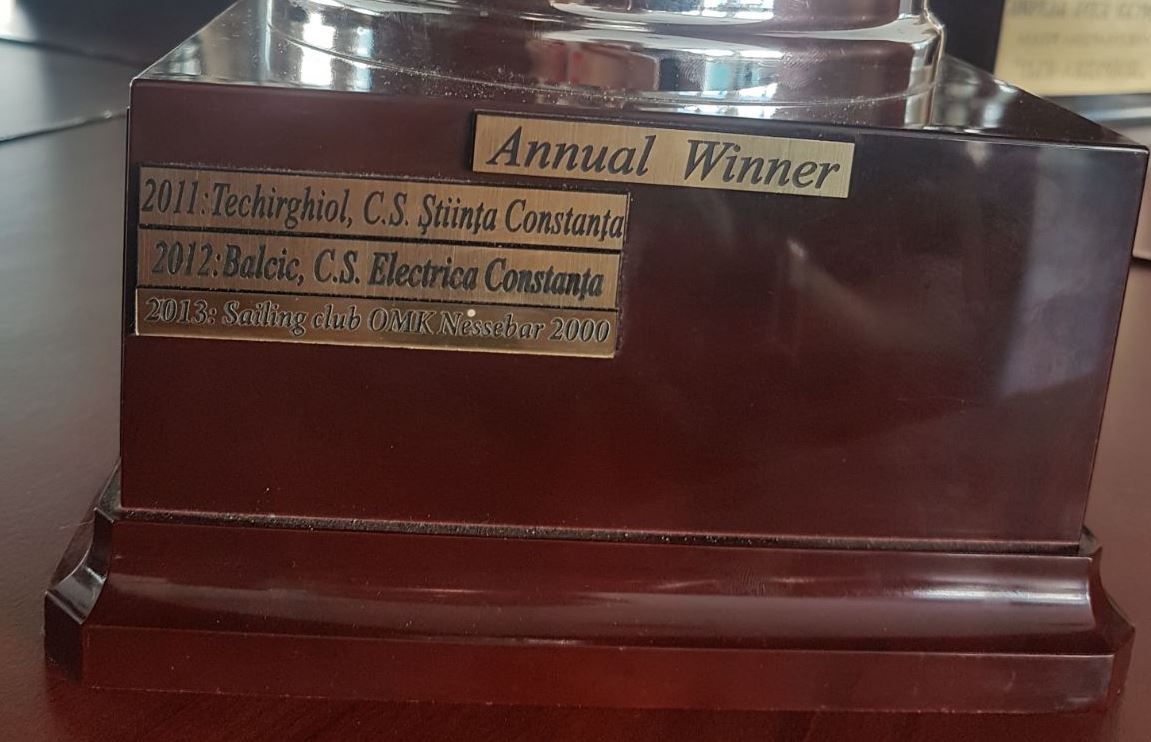 Annual Winner
2011: Techirghiol, C.S. Ştiinţa Constanţa
2012: Balcic, C.S. Electrica Constanţa
2013: Sailing club OMK Nessebar 2000